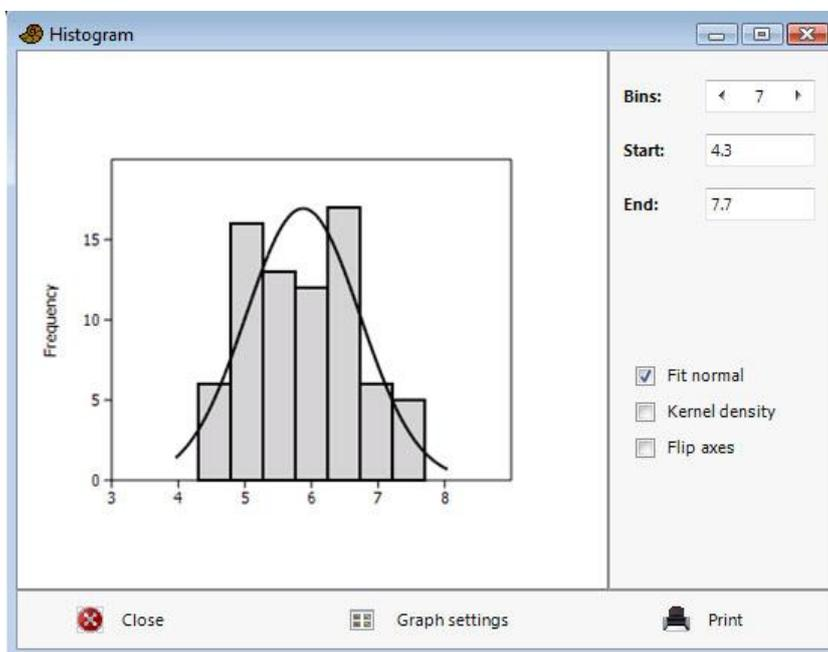 Histogram
Bins:
7
Start:
4.3
End:
7.7
Frequency
15
10
5
0
3 4 5 6 7 8
Fit normal
Kernel density
Flip axes
Close
Graph settings
Print